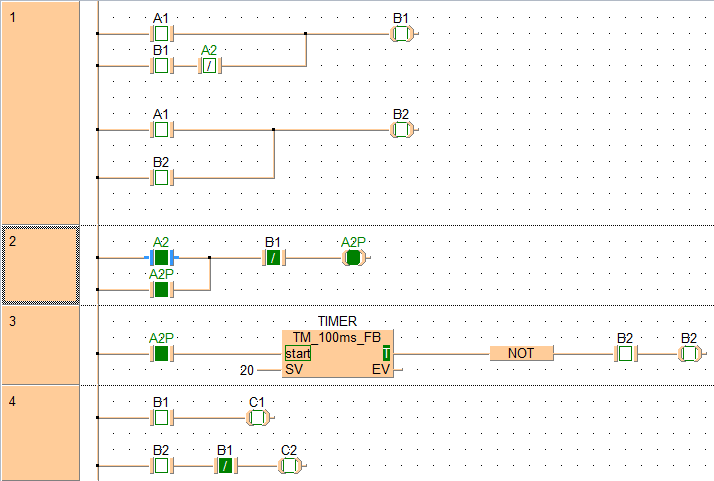 1
A1 B1
B1 A2
/
A1 B2
B2
2
A2 B1 A2P
/
A2P
3
TIMER
A2P TM_100ms_FB B2 B2
start T NOT
20 SV EV
4
B1 C1
B2 B1 C2
/